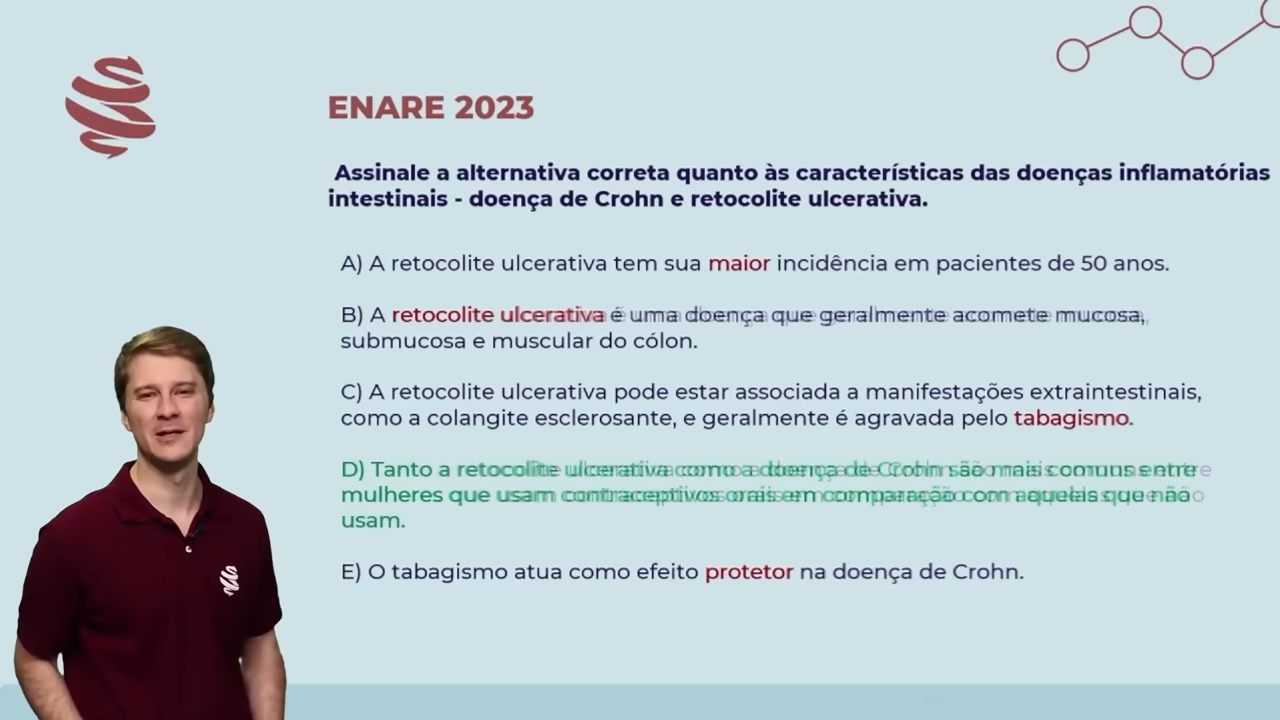 ENARE 2023
Assinale a alternativa correta quanto às características das doenças inflamatórias
intestinais - doença de Crohn e retocolite ulcerativa.
A) A retocolite ulcerativa tem sua maior incidência em pacientes de 50 anos.
B) A retocolite ulcerativa é uma doença que geralmente acomete mucosa,
submucosa e muscular do cólon.
C) A retocolite ulcerativa pode estar associada a manifestações extraintestinais,
como a colangite esclerosante, e geralmente é agravada pelo tabagismo.
D) Tanto a retocolite ulcerativa como a doença de Crohn são mais comuns entre
mulheres que usam contraceptivos orais em comparação com aquelas que não
usam.
E) O tabagismo atua como efeito protetor na doença de Crohn.